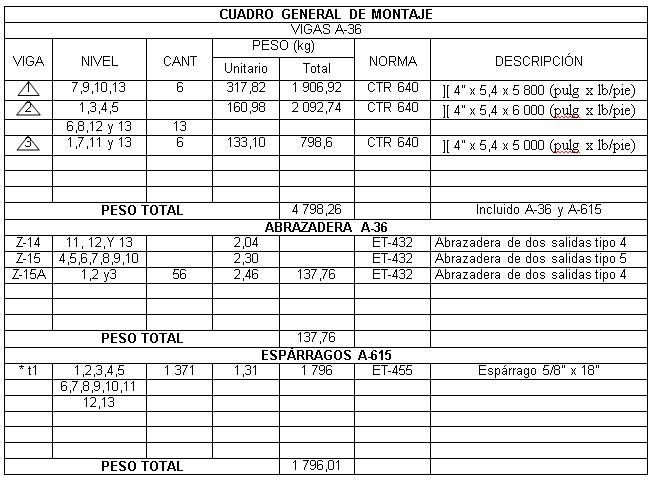 CUADRO GENERAL DE MONTAJE
VIGAS A-36
VIGA NIVEL CANT PESO (kg) NORMA DESCRIPCIÓN
Unitario Total
1 7,9,10,13 6 317,82 1 906,92 CTR 640 ][ 4” x 5,4 x 5 800 (pulg x lb/pie)
2 1,3,4,5 160,98 2 092,74 CTR 640 ][ 4” x 5,4 x 6 000 (pulg x lb/pie)
6,8,12 y 13 13
3 1,7,11 y 13 6 133,10 798,6 CTR 640 ][ 4” x 5,4 x 5 000 (pulg x lb/pie)
PESO TOTAL 4 798,26 Incluido A-36 y A-615
ABRAZADERA A-36
Z-14 11, 12,Y 13 2,04 ET-432 Abrazadera de dos salidas tipo 4
Z-15 4,5,6,7,8,9,10 2,30 ET-432 Abrazadera de dos salidas tipo 5
Z-15A 1,2 y3 56 2,46 137,76 ET-432 Abrazadera de dos salidas tipo 4
PESO TOTAL 137,76
ESPÁRRAGOS A-615
* t1 1,2,3,4,5 1.371 1,31 1 796 ET-455 Espárrago 5/8” x 18”
6,7,8,9,10,11
12,13
PESO TOTAL 1 796,01